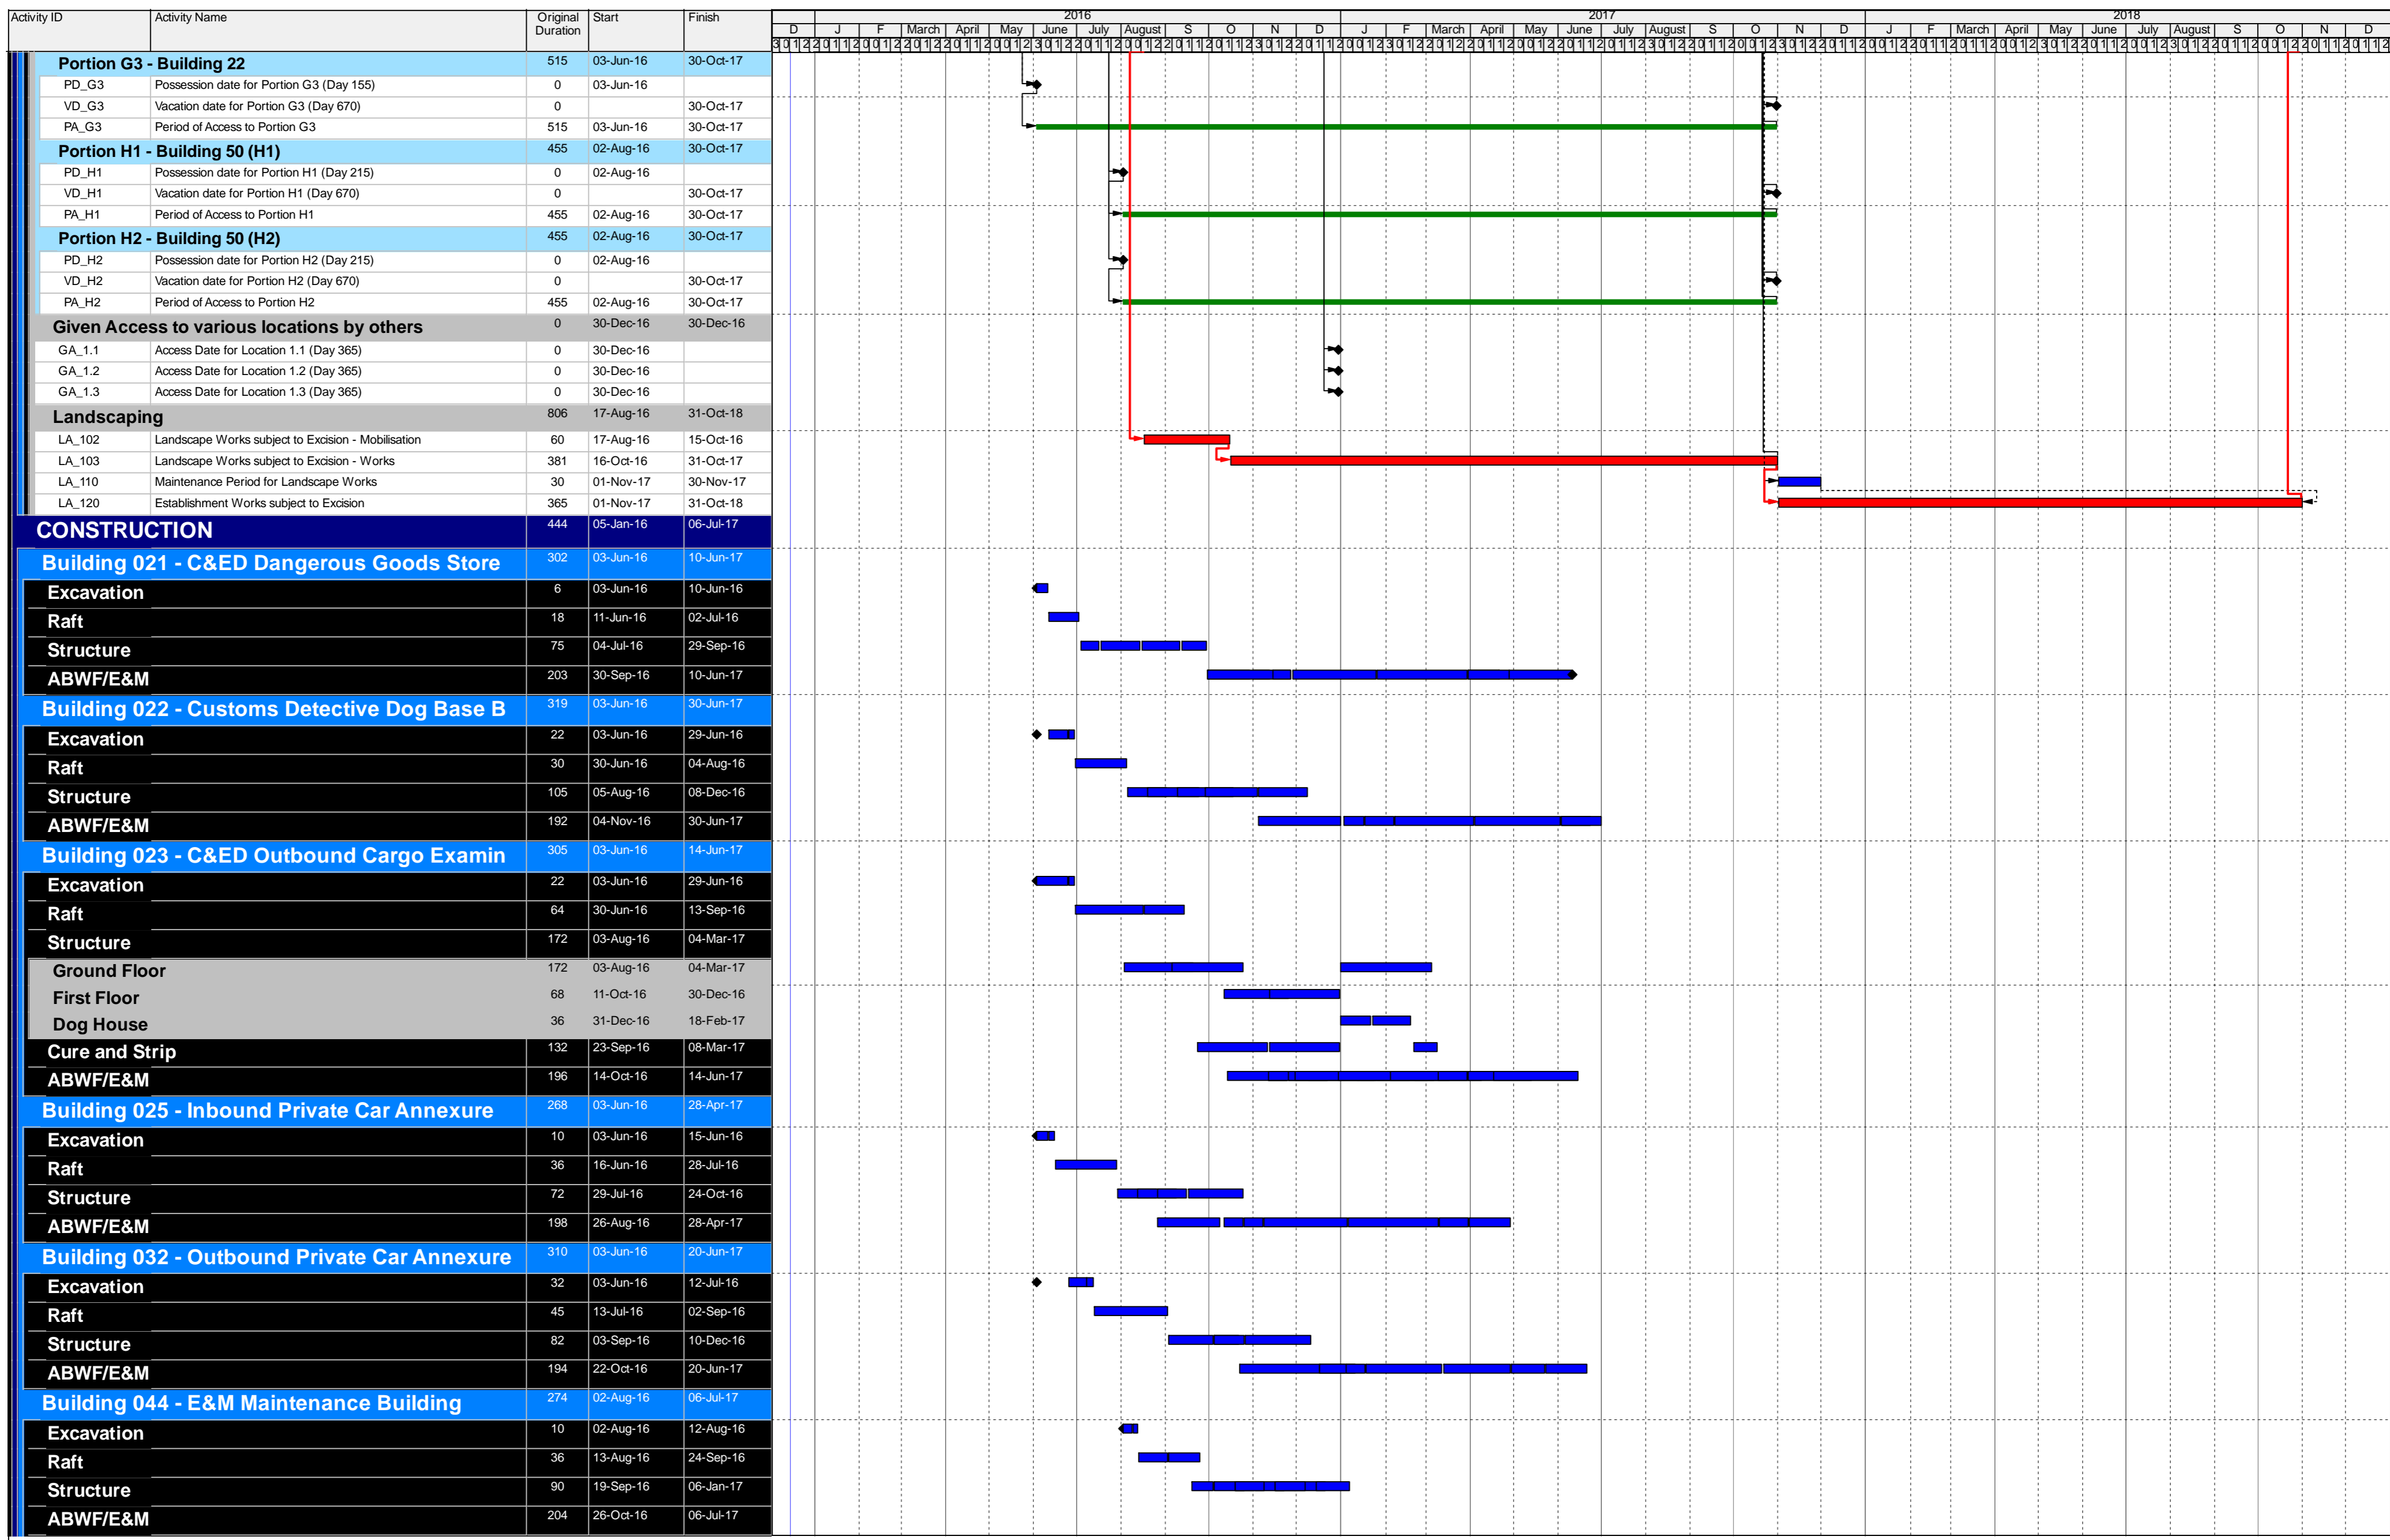 Activity ID Activity Name Original Duration Start Finish 2016 2017 2018
D J F March April May June July August S O N D J F March April May June July August S O N D J F March April May June July August S O N D
Portion G3 - Building 22 515 03-Jun-16 30-Oct-17
PD_G3 Possession date for Portion G3 (Day 155) 0 03-Jun-16
VD_G3 Vacation date for Portion G3 (Day 670) 0 30-Oct-17
PA_G3 Period of Access to Portion G3 515 03-Jun-16 30-Oct-17
Portion H1 - Building 50 (H1) 455 02-Aug-16 30-Oct-17
PD_H1 Possession date for Portion H1 (Day 215) 0 02-Aug-16
VD_H1 Vacation date for Portion H1 (Day 670) 0 30-Oct-17
PA_H1 Period of Access to Portion H1 455 02-Aug-16 30-Oct-17
Portion H2 - Building 50 (H2) 455 02-Aug-16 30-Oct-17
PD_H2 Possession date for Portion H2 (Day 215) 0 02-Aug-16
VD_H2 Vacation date for Portion H2 (Day 670) 0 30-Oct-17
PA_H2 Period of Access to Portion H2 455 02-Aug-16 30-Oct-17
Given Access to various locations by others 0 30-Dec-16 30-Dec-16
GA_1.1 Access Date for Location 1.1 (Day 365) 0 30-Dec-16
GA_1.2 Access Date for Location 1.2 (Day 365) 0 30-Dec-16
GA_1.3 Access Date for Location 1.3 (Day 365) 0 30-Dec-16
Landscaping 806 17-Aug-16 31-Oct-18
LA_102 Landscape Works subject to Excision - Mobilisation 60 17-Aug-16 15-Oct-16
LA_103 Landscape Works subject to Excision - Works 381 16-Oct-16 31-Oct-17
LA_110 Maintenance Period for Landscape Works 30 01-Nov-17 30-Nov-17
LA_120 Establishment Works subject to Excision 365 01-Nov-17 31-Oct-18
CONSTRUCTION 444 05-Jan-16 06-Jul-17
Building 021 - C&ED Dangerous Goods Store 302 03-Jun-16 10-Jun-17
Excavation 6 03-Jun-16 10-Jun-16
Raft 18 11-Jun-16 02-Jul-16
Structure 75 04-Jul-16 29-Sep-16
ABWF/E&M 203 30-Sep-16 10-Jun-17
Building 022 - Customs Detective Dog Base B 319 03-Jun-16 30-Jun-17
Excavation 22 03-Jun-16 29-Jun-16
Raft 30 30-Jun-16 04-Aug-16
Structure 105 05-Aug-16 08-Dec-16
ABWF/E&M 192 04-Nov-16 30-Jun-17
Building 023 - C&ED Outbound Cargo Examin 305 03-Jun-16 14-Jun-17
Excavation 22 03-Jun-16 29-Jun-16
Raft 64 30-Jun-16 13-Sep-16
Structure 172 03-Aug-16 04-Mar-17
Ground Floor 172 03-Aug-16 04-Mar-17
First Floor 68 11-Oct-16 30-Dec-16
Dog House 36 31-Dec-16 18-Feb-17
Cure and Strip 132 23-Sep-16 08-Mar-17
ABWF/E&M 196 14-Oct-16 14-Jun-17
Building 025 - Inbound Private Car Annexure 268 03-Jun-16 28-Apr-17
Excavation 10 03-Jun-16 15-Jun-16
Raft 36 16-Jun-16 28-Jul-16
Structure 72 29-Jul-16 24-Oct-16
ABWF/E&M 198 26-Aug-16 28-Apr-17
Building 032 - Outbound Private Car Annexure 310 03-Jun-16 20-Jun-17
Excavation 32 03-Jun-16 12-Jul-16
Raft 45 13-Jul-16 02-Sep-16
Structure 82 03-Sep-16 10-Dec-16
ABWF/E&M 194 22-Oct-16 20-Jun-17
Building 044 - E&M Maintenance Building 274 02-Aug-16 06-Jul-17
Excavation 10 02-Aug-16 12-Aug-16
Raft 36 13-Aug-16 24-Sep-16
Structure 90 19-Sep-16 06-Jan-17
ABWF/E&M 204 26-Oct-16 06-Jul-17